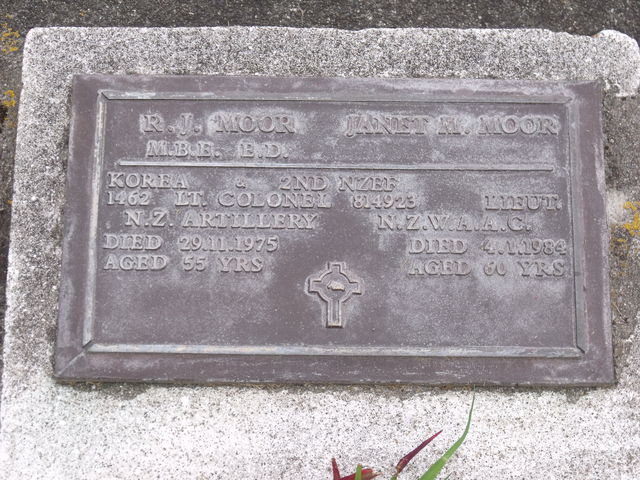 R. J. MOOR JANET M. MOOR
M.B.E. E.D.
KOREA & 2ND NZEF
1462 LT. COLONEL 814923 LIEUT.
N.Z. ARTILLERY N.Z.W.A.A.C.
DIED 29.11.1975 DIED 4.1.1984
AGED 55 YRS AGED 60 YRS